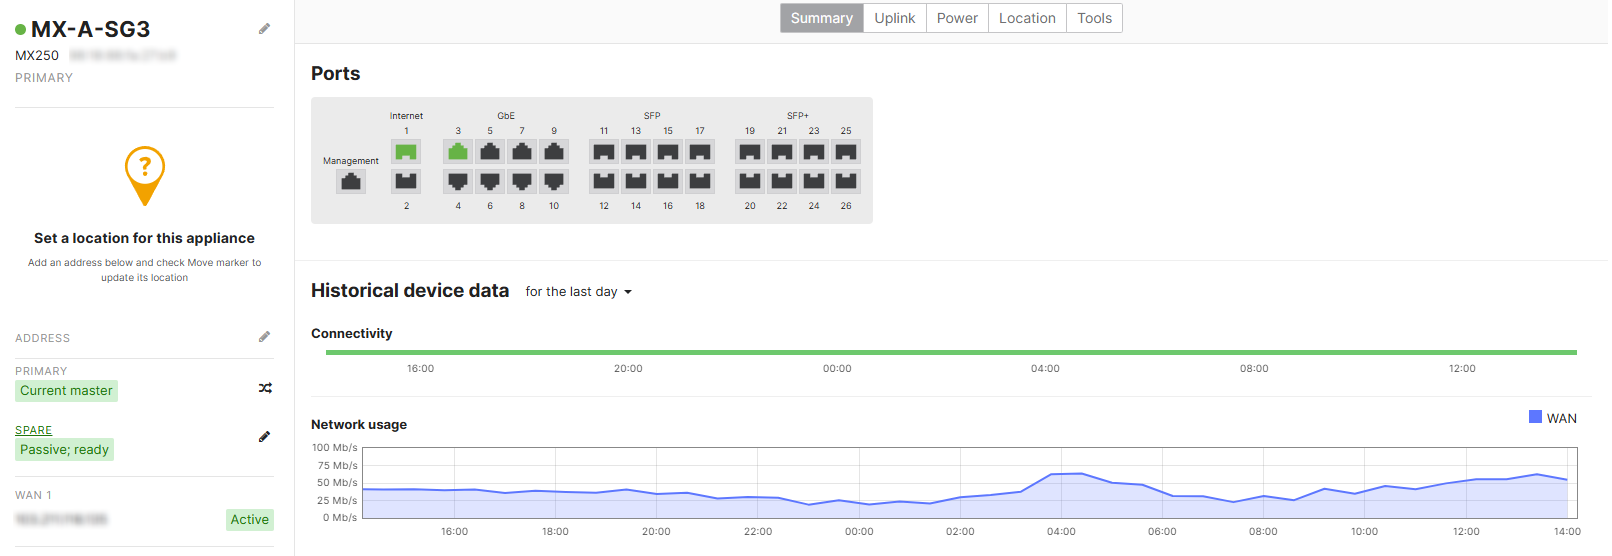 MX-A-SG3
MX250
PRIMARY
?
Set a location for this appliance
Add an address below and check Move marker to
update its location
ADDRESS
PRIMARY
Current master
SPARE
Passive; ready
WAN 1
Active
Summary Uplink Power Location Tools
Ports
Internet GbE SFP SFP+
1 3 5 7 9 11 13 15 17 19 21 23 25
Management
2 4 6 8 10 12 14 16 18 20 22 24 26
Historical device data for the last day
Connectivity
16:00 20:00 00:00 04:00 08:00 12:00
Network usage WAN
100 Mb/s
75 Mb/s
50 Mb/s
25 Mb/s
0 Mb/s
16:00 18:00 20:00 22:00 00:00 02:00 04:00 06:00 08:00 10:00 12:00 14:00